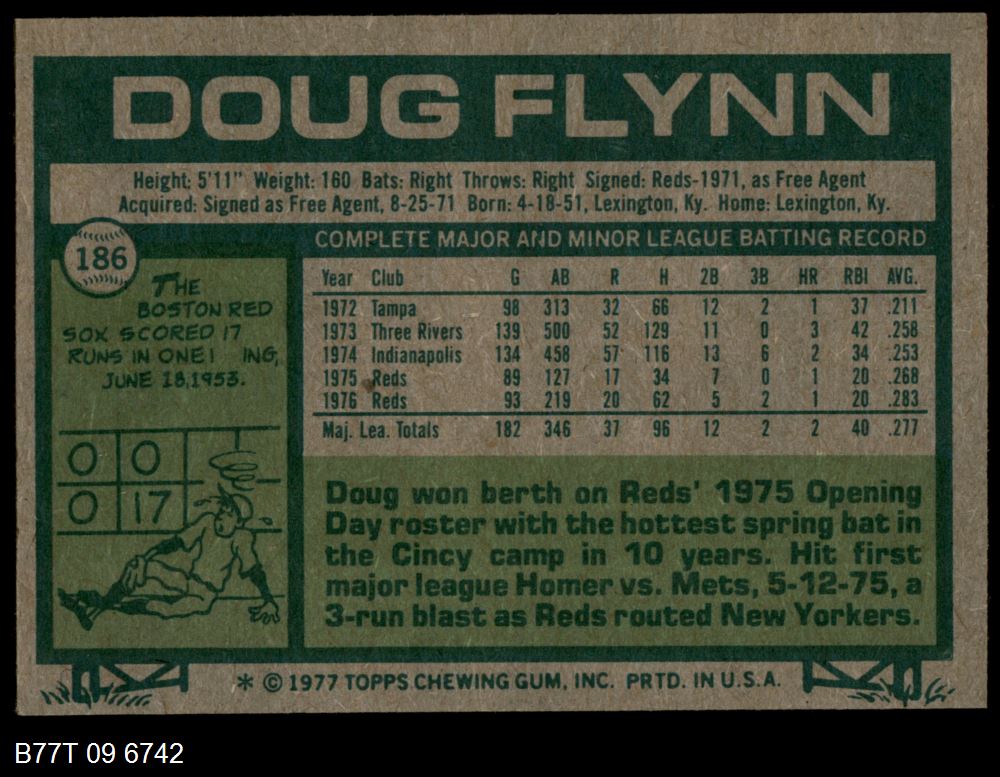 DOUG FLYNN
Height: 5'11" Weight: 160 Bats: Right Throws: Right Signed: Reds-1971, as Free Agent
Acquired: Signed as Free Agent, 8-25-71 Born: 4-18-51, Lexington, Ky. Home: Lexington, Ky.
186
THE
BOSTON RED
SOX SCORED 17
RUNS IN ONE I ING,
JUNE 18, 1953.
0 0
0 17
COMPLETE MAJOR AND MINOR LEAGUE BATTING RECORD
Year Club G AB R H 2B 3B HR RBI AVG.
1972 Tampa 98 313 32 66 12 2 1 37 .211
1973 Three Rivers 139 500 52 129 11 0 3 42 .258
1974 Indianapolis 134 458 57 116 13 6 2 34 .253
1975 Reds 89 127 17 34 7 0 1 20 .268
1976 Reds 93 219 20 62 5 2 1 20 .283
Maj. Lea. Totals 182 346 37 96 12 2 2 40 .277
Doug won berth on Reds' 1975 Opening
Day roster with the hottest spring bat in
the Cincy camp in 10 years. Hit first
major league Homer vs. Mets, 5-12-75, a
3-run blast as Reds routed New Yorkers.
* © 1977 TOPPS CHEWING GUM, INC. PRTD. IN U.S.A.
B77T 09 6742